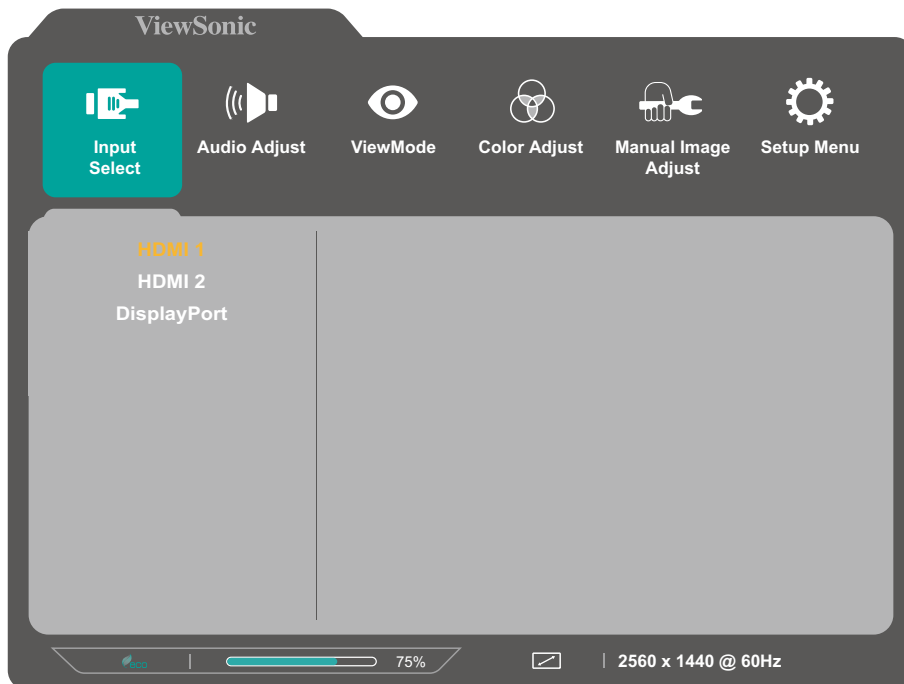 ViewSonic
Input
Select
Audio Adjust
ViewMode
Color Adjust
Manual Image
Adjust
Setup Menu
HDMI 1
HDMI 2
DisplayPort
eco
75%
2560 x 1440 @ 60Hz